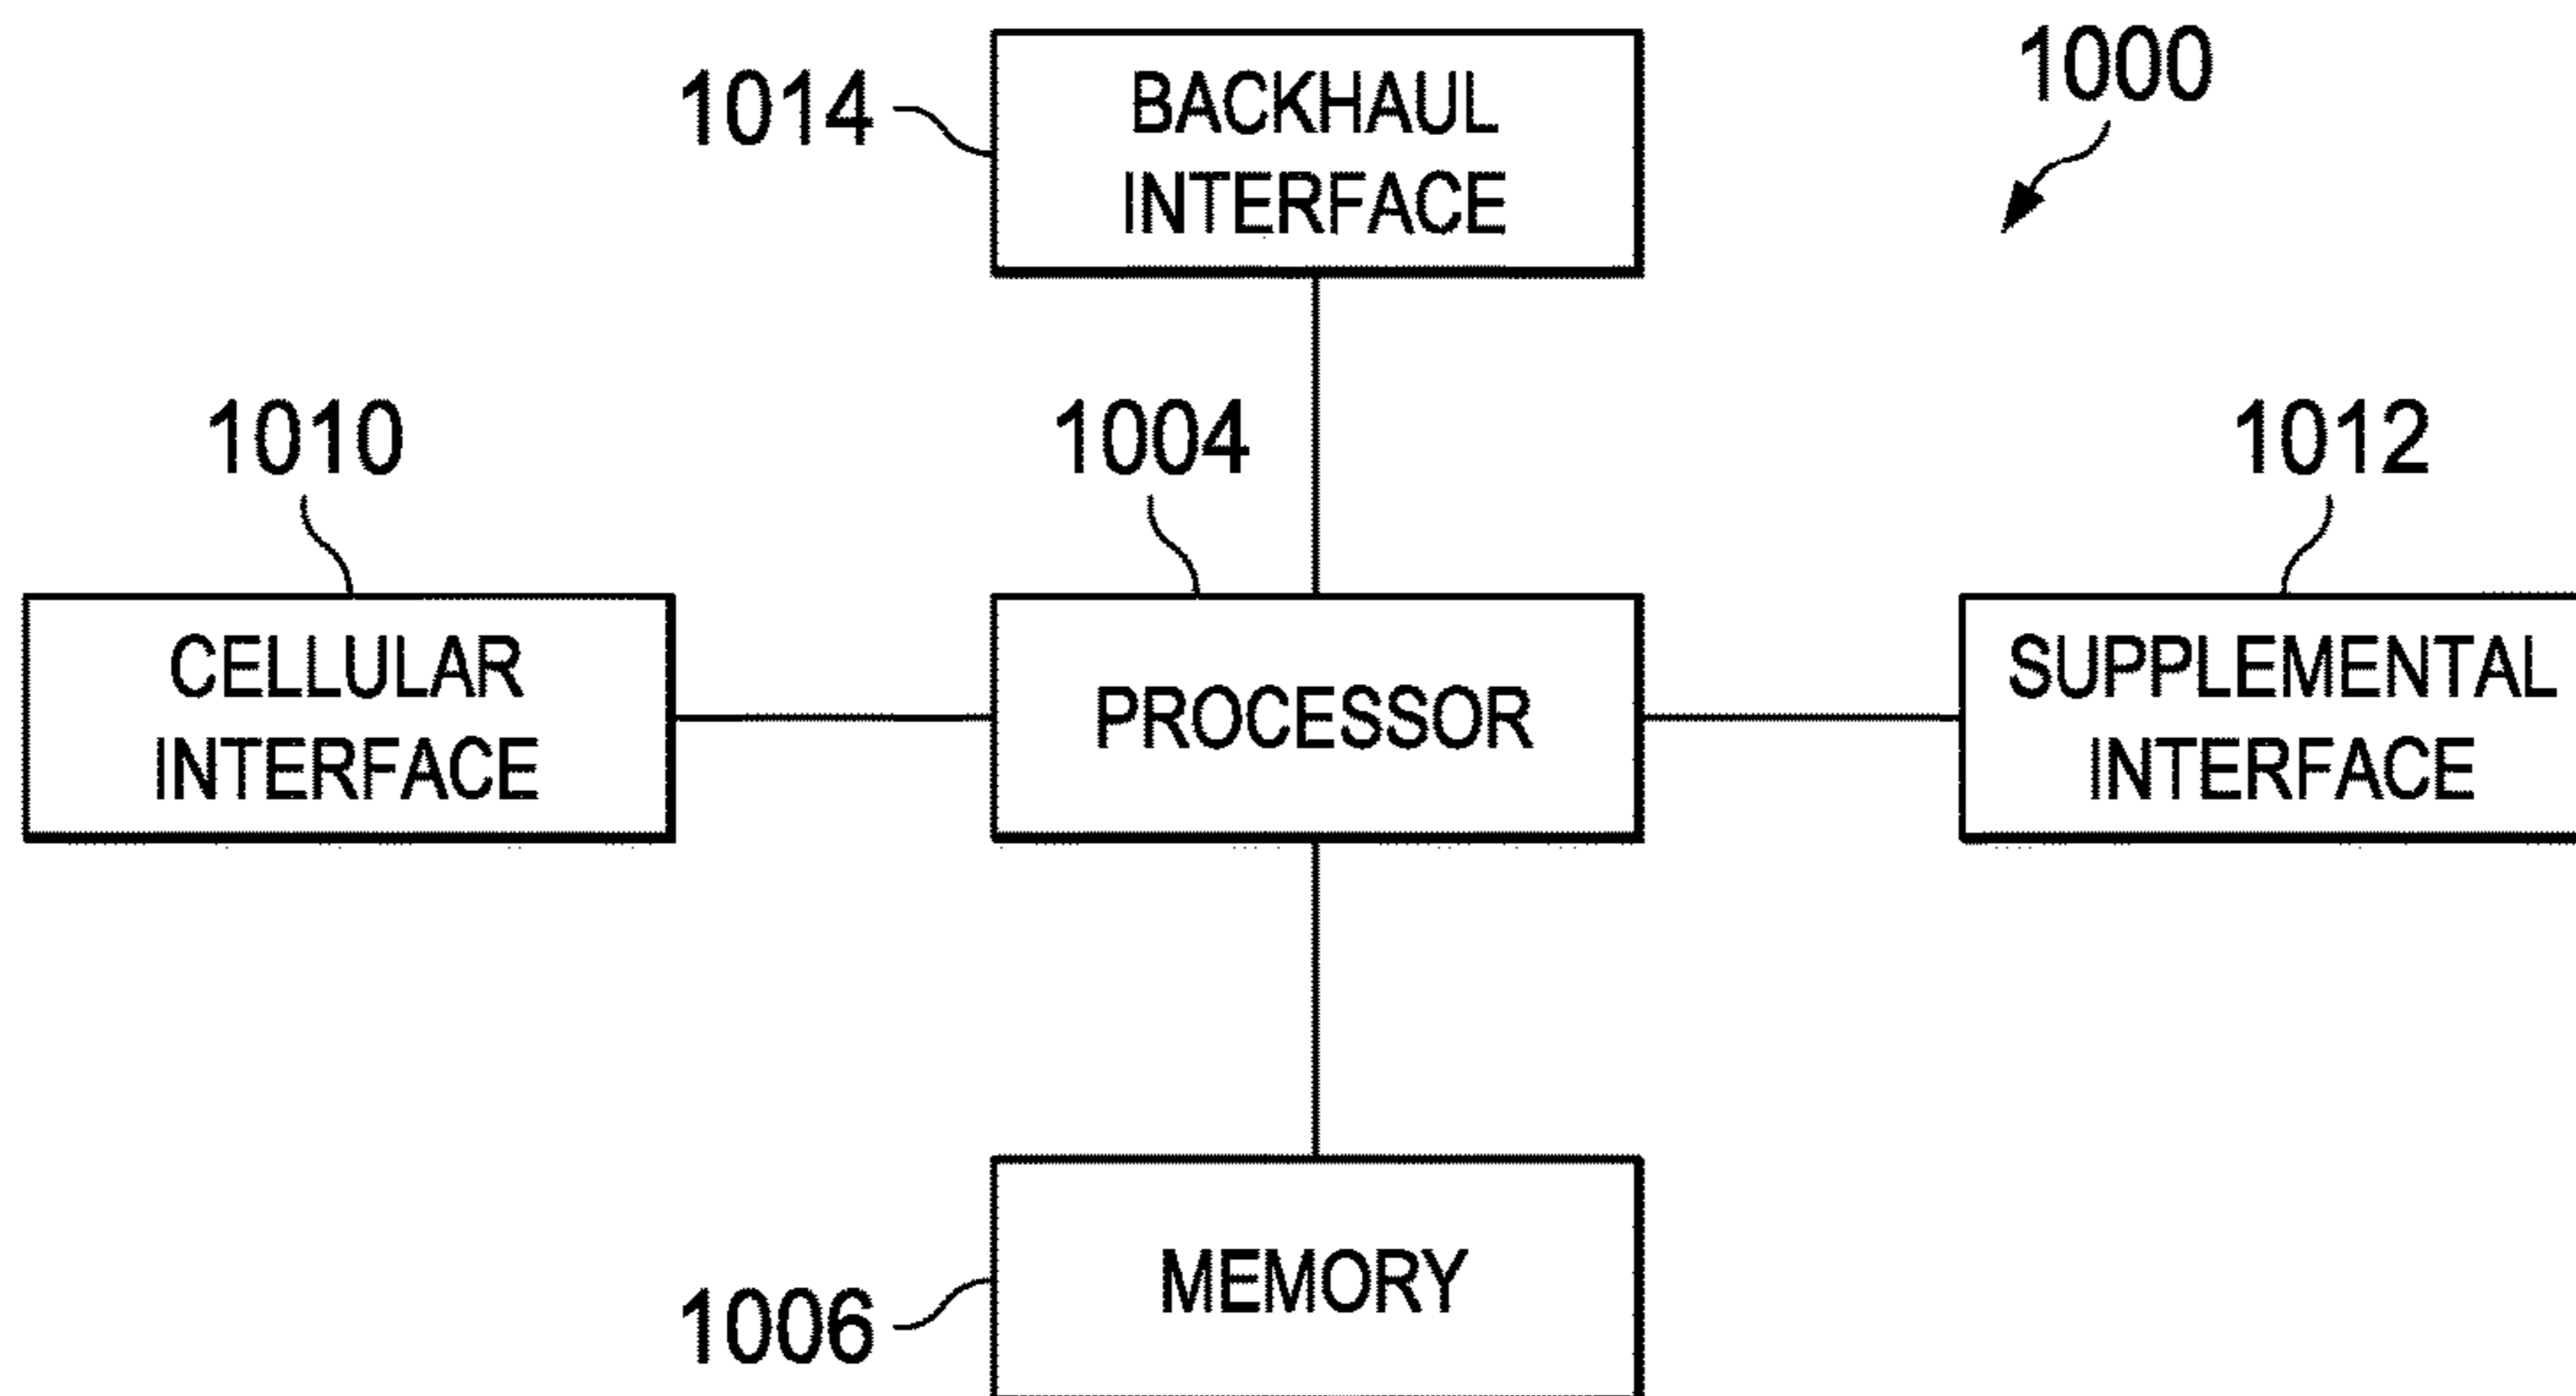 1014
BACKHAUL
INTERFACE
1000
1010
1004
1012
CELLULAR
INTERFACE
PROCESSOR
SUPPLEMENTAL
INTERFACE
1006
MEMORY